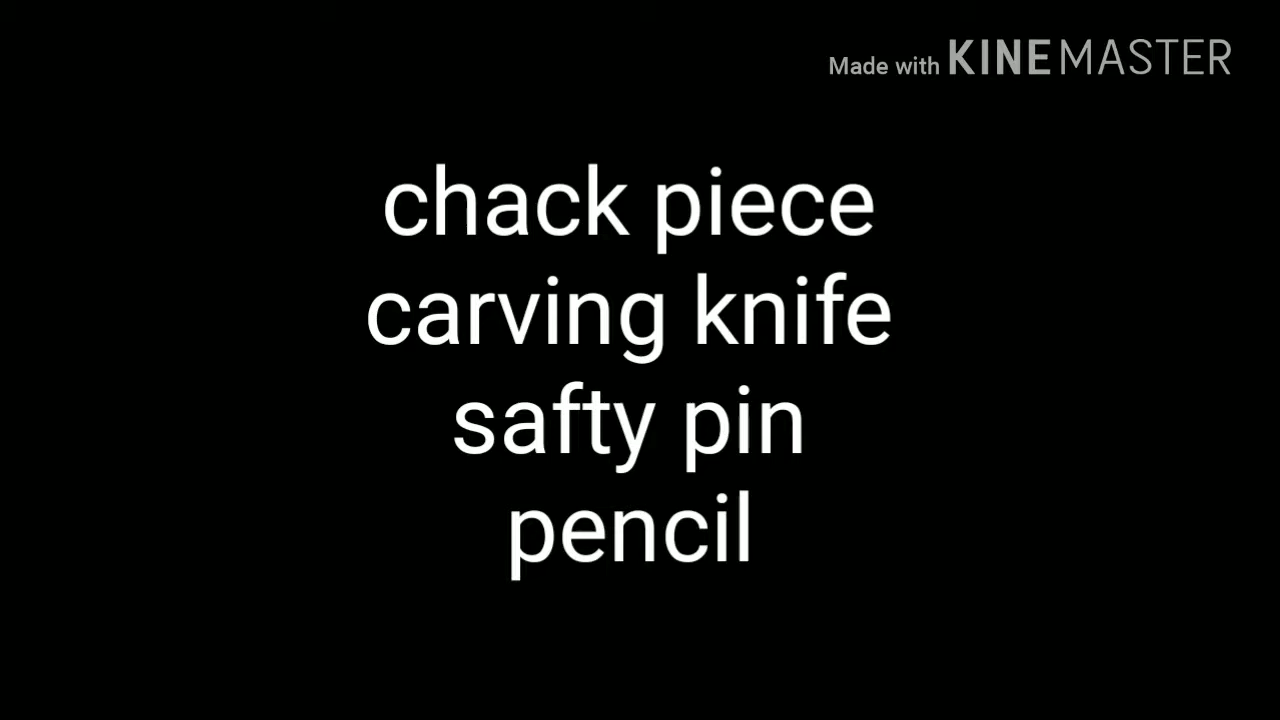 Made with KINEMASTER
chack piece
carving knife
safty pin
pencil